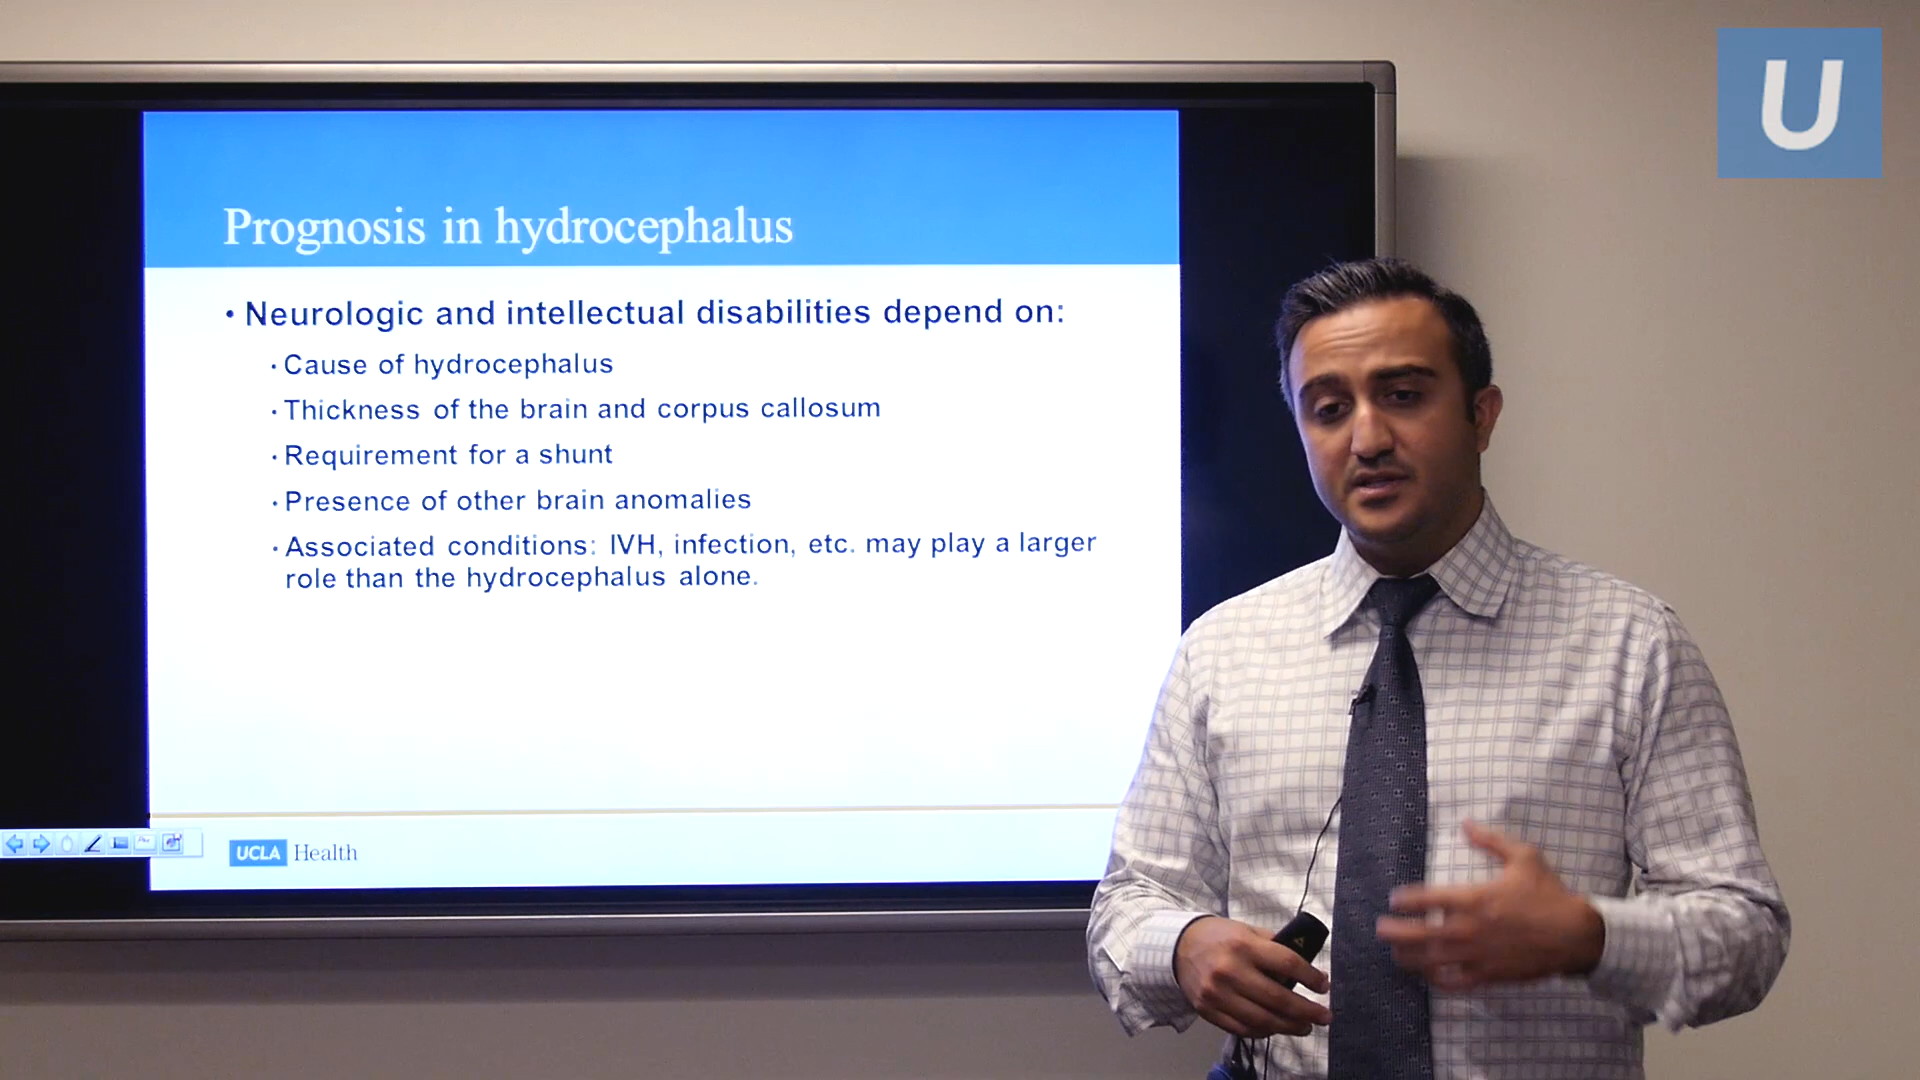 U
Prognosis in hydrocephalus
• Neurologic and intellectual disabilities depend on:
• Cause of hydrocephalus
• Thickness of the brain and corpus callosum
• Requirement for a shunt
• Presence of other brain anomalies
• Associated conditions: IVH, infection, etc. may play a larger
role than the hydrocephalus alone.
UCLA Health